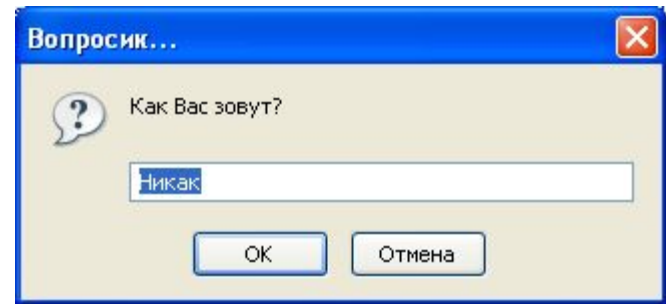 Вопросик...
Как Вас зовут?
Никак
OK
Отмена